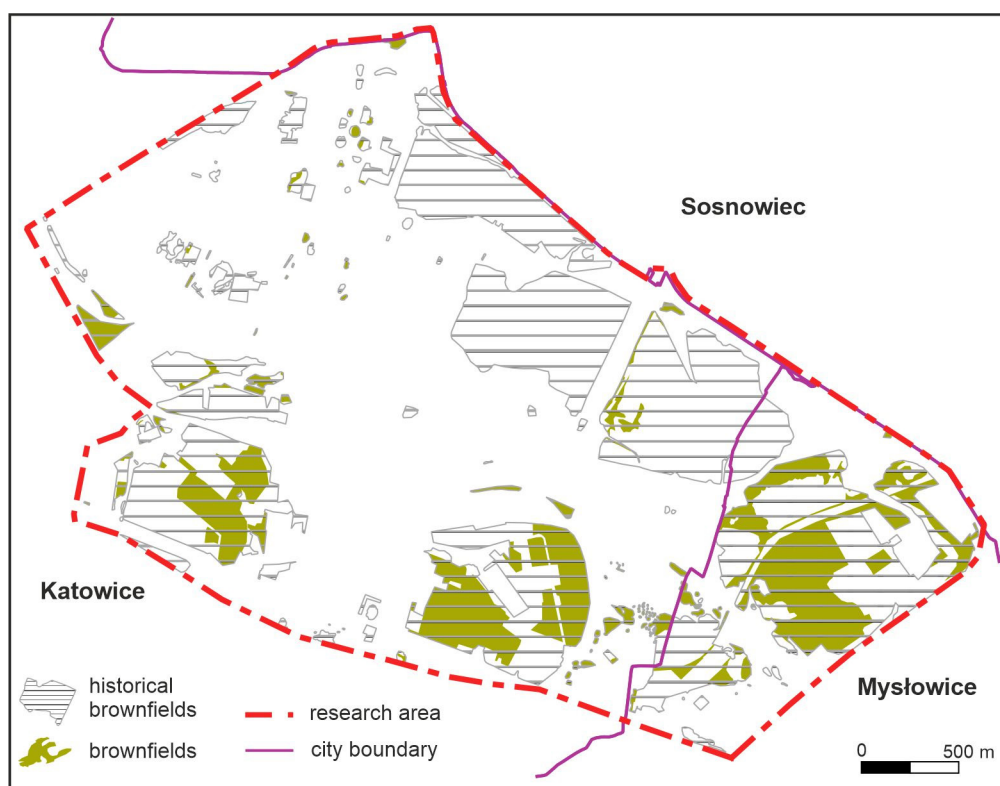 Sosnowiec
Katowice
Mysłowice
historical
brownfields
brownfields
research area
city boundary
0 500 m